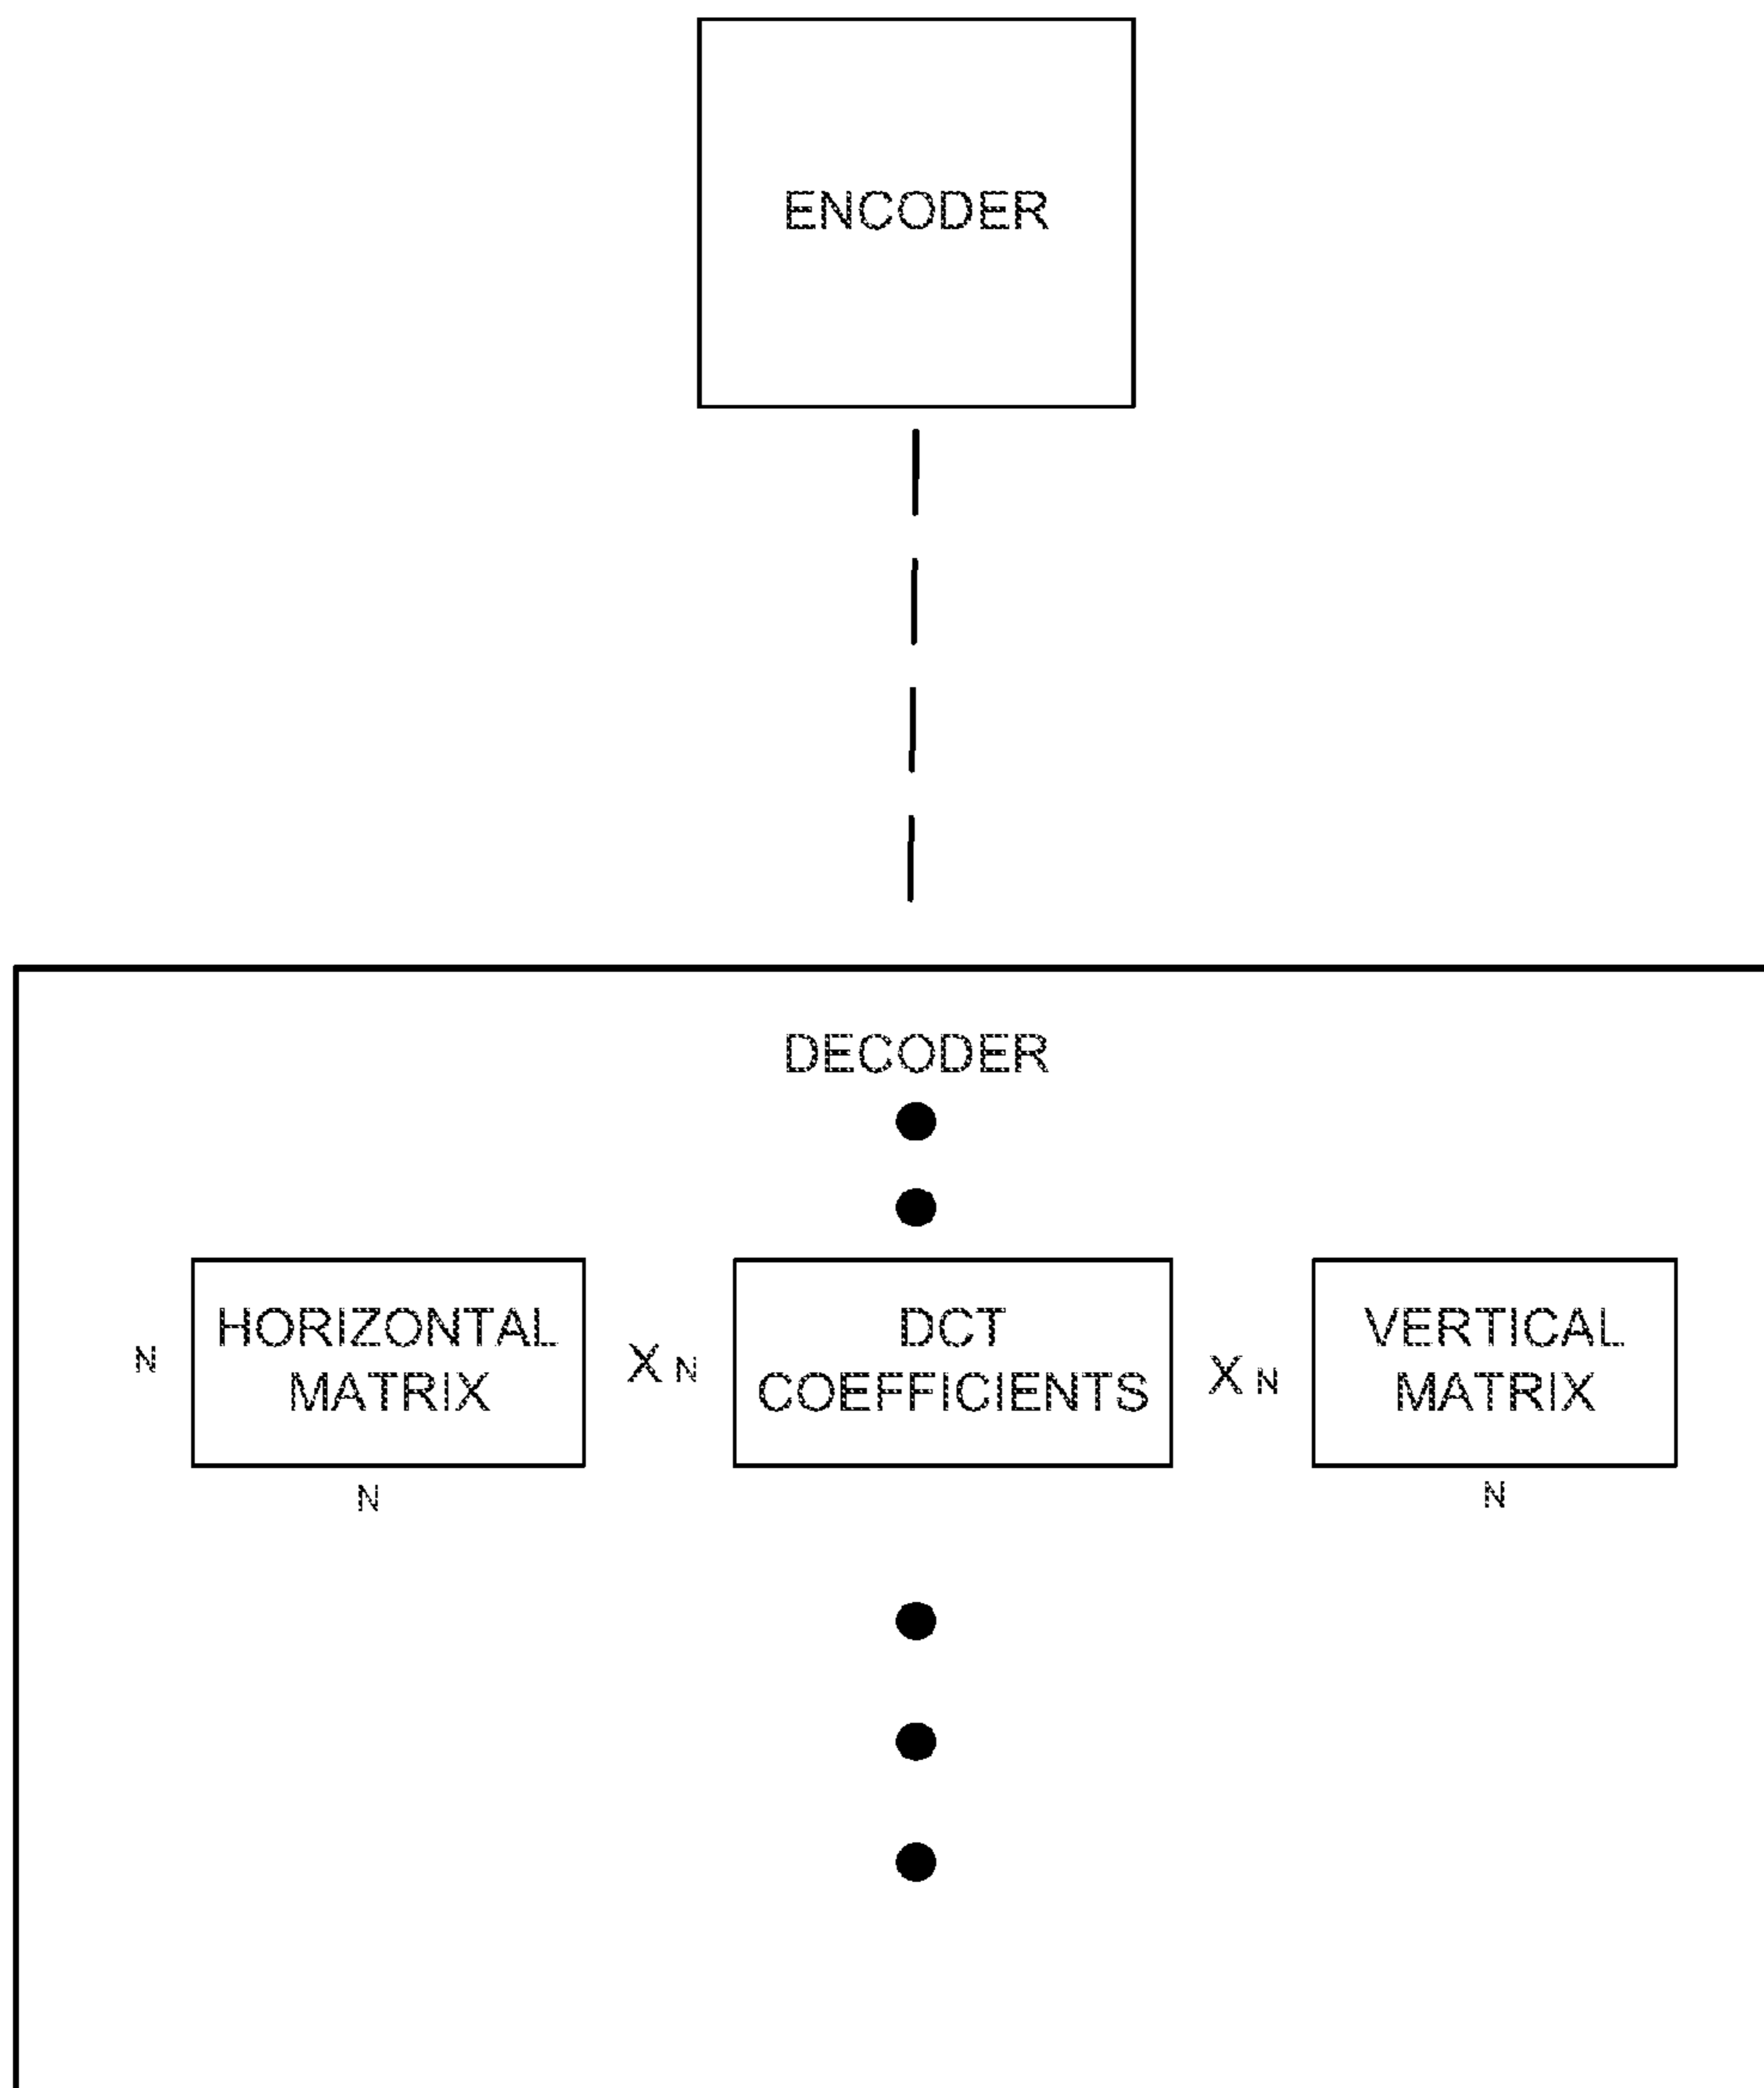 ENCODER
DECODER
HORIZONTAL
MATRIX
DCT
COEFFICIENTS
VERTICAL
MATRIX
N
X N
X N
N
N